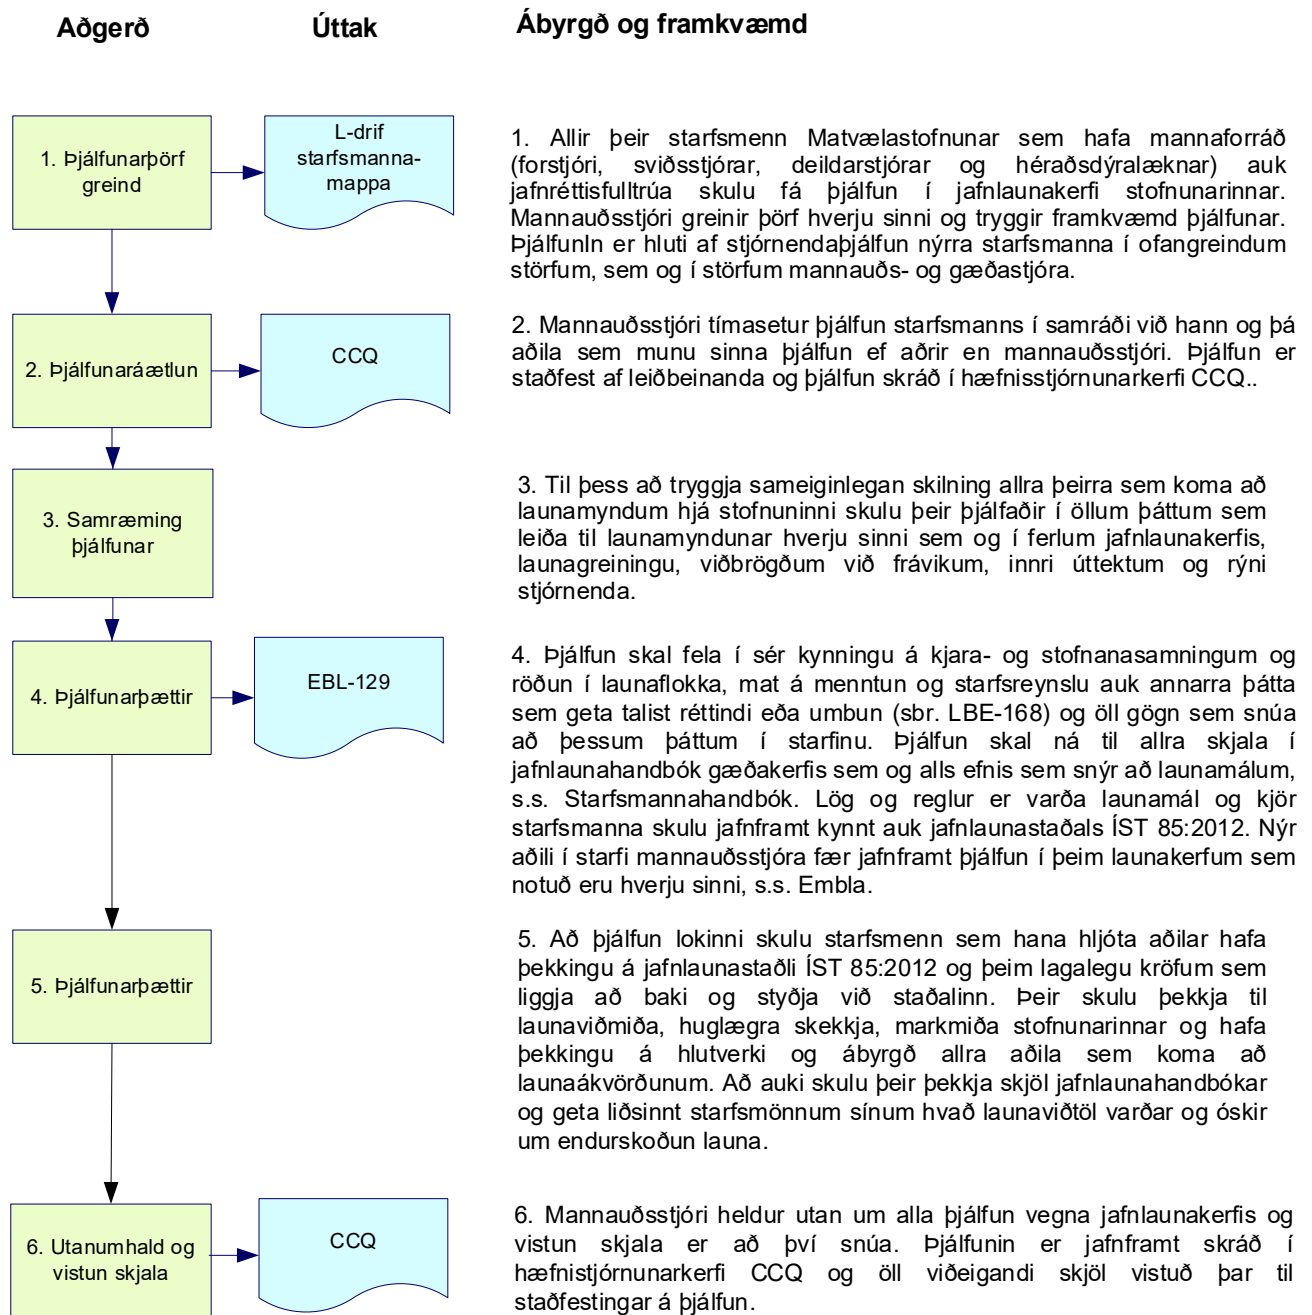 Aðgerð
Úttak
Ábyrgð og framkvæmd
1. Þjálfunarþörf
greind
L-drif
starfsmanna-
mappa
1. Allir þeir starfsmenn Matvælastofnunar sem hafa mannaforráð
(forstjóri, sviðsstjórar, deildarstjórar og héraðsdýralæknar) auk
jafnréttisfulltrúa skulu fá þjálfun í jafnlaunakerfi stofnunarinnar.
Mannauðsstjóri greinir þörf hverju sinni og tryggir framkvæmd þjálfunar.
ÞjálfunIn er hluti af stjórnendaþjálfun nýrra starfsmanna í ofangreindum
störfum, sem og í störfum mannauðs- og gæðastjóra.
2. Þjálfunaráætlun
CCQ
2. Mannauðsstjóri tímasetur þjálfun starfsmanns í samráði við hann og þá
aðila sem munu sinna þjálfun ef aðrir en mannauðsstjóri. Þjálfun er
staðfest af leiðbeinanda og þjálfun skráð í hæfnisstjórnunarkerfi CCQ..
3. Samræming
þjálfunar
3. Til þess að tryggja sameiginlegan skilning allra þeirra sem koma að
launamyndum hjá stofnuninni skulu þeir þjálfaðir í öllum þáttum sem
leiða til launamyndunar hverju sinni sem og í ferlum jafnlaunakerfis,
launagreiningu, viðbrögðum við frávikum, innri úttektum og rýni
stjórnenda.
4. Þjálfunarþættir
EBL-129
4. Þjálfun skal fela í sér kynningu á kjara- og stofnanasamningum og
röðun í launaflokka, mat á menntun og starfsreynslu auk annarra þátta
sem geta talist réttindi eða umbun (sbr. LBE-168) og öll gögn sem snúa
að þessum þáttum í starfinu. Þjálfun skal ná til allra skjala í
jafnlaunahandbók gæðakerfis sem og alls efnis sem snýr að launamálum,
s.s. Starfsmannahandbók. Lög og reglur er varða launamál og kjör
starfsmanna skulu jafnframt kynnt auk jafnlaunastaðals ÍST 85:2012. Nýr
aðili í starfi mannauðsstjóra fær jafnframt þjálfun í þeim launakerfum sem
notuð eru hverju sinni, s.s. Embla.
5. Þjálfunarþættir
5. Að þjálfun lokinni skulu starfsmenn sem hana hljóta aðilar hafa
þekkingu á jafnlaunastaðli ÍST 85:2012 og þeim lagalegu kröfum sem
liggja að baki og styðja við staðalinn. Þeir skulu þekkja til
launaviðmiða, huglægra skekkja, markmiða stofnunarinnar og hafa
þekkingu á hlutverki og ábyrgð allra aðila sem koma að
launaákvörðunum. Að auki skulu þeir þekkja skjöl jafnlaunahandbókar
og geta liðsinnt starfsmönnum sínum hvað launaviðtöl varðar og óskir
um endurskoðun launa.
6. Utanumhald og
vistun skjala
CCQ
6. Mannauðsstjóri heldur utan um alla þjálfun vegna jafnlaunakerfis og
vistun skjala er að því snúa. Þjálfunin er jafnframt skráð í
hæfnistjórnunarkerfi CCQ og öll viðeigandi skjöl vistuð þar til
staðfestingar á þjálfun.